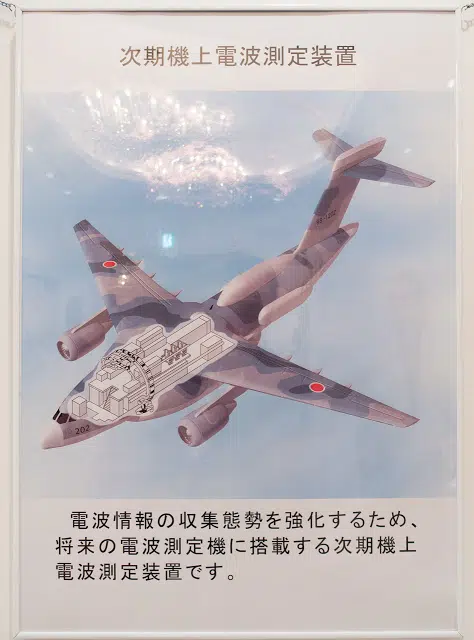 次期機上電波測定装置
202
電波情報の収集態勢を強化するため、
将来の電波測定機に搭載する次期機上
電波測定装置です。